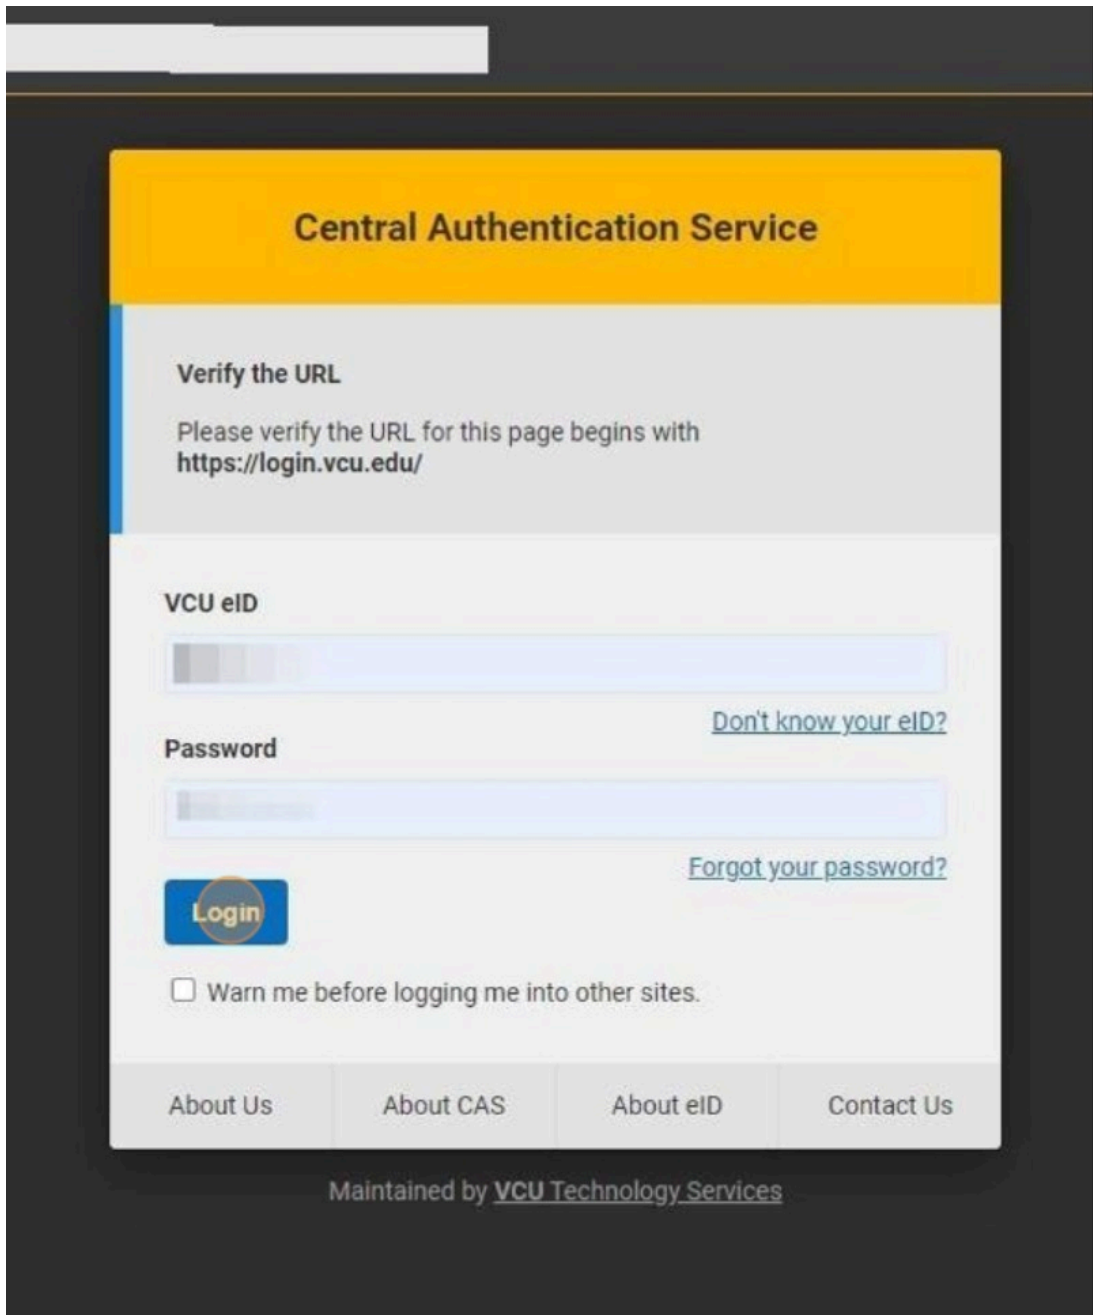 Central Authentication Service
Verify the URL
Please verify the URL for this page begins with
https://login.vcu.edu/
VCU eID
Don't know your eID?
Password
Forgot your password?
Login
Warn me before logging me into other sites.
About Us
About CAS
About eID
Contact Us
Maintained by VCU Technology Services